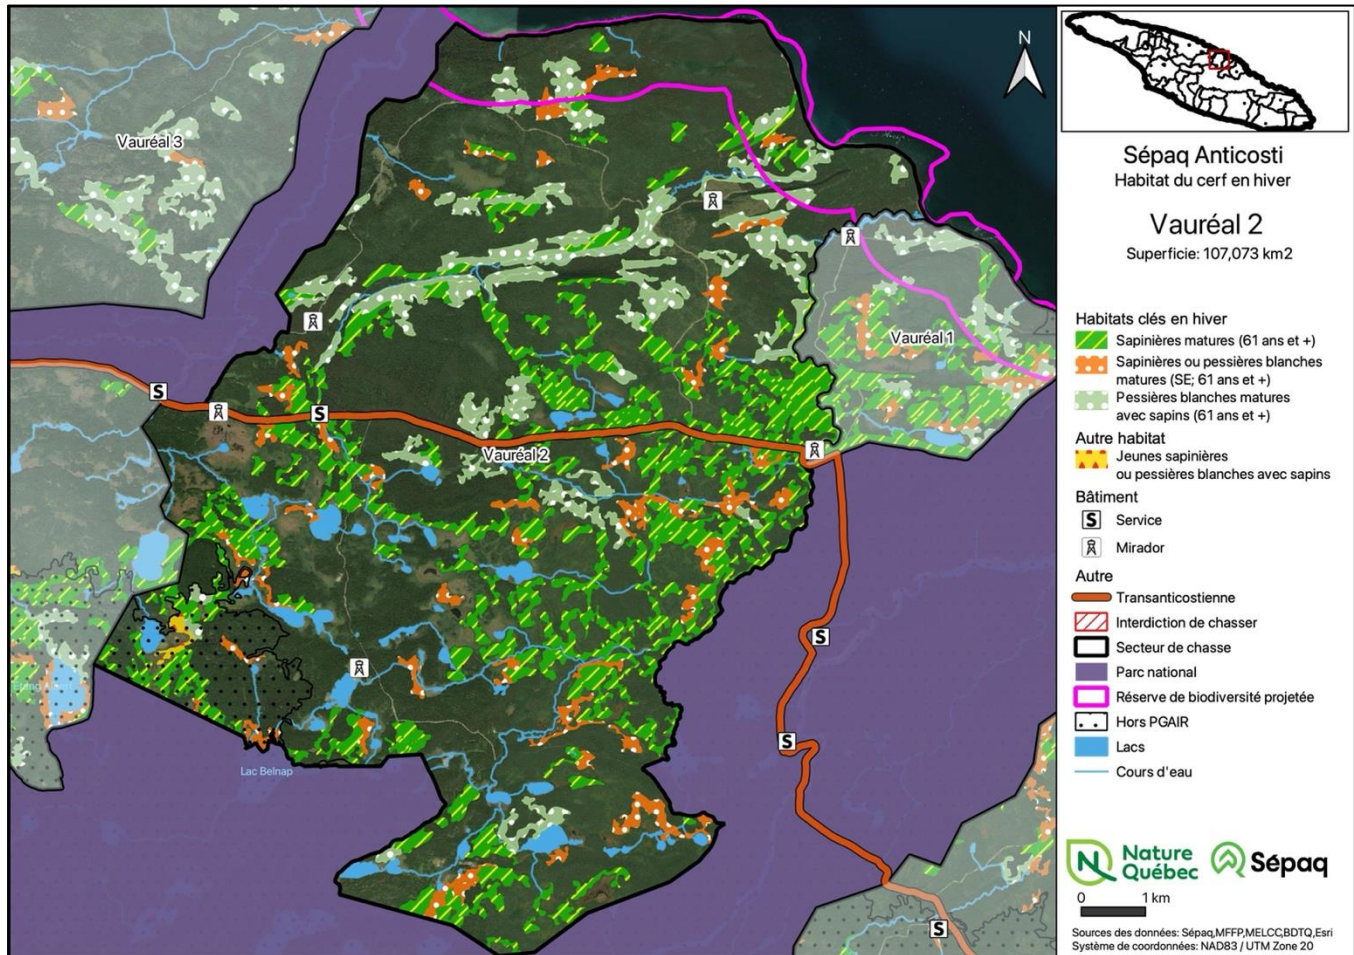 Vauréal 3
N
Vauréal 1
S
S
Vauréal 2
S
S
Lac Belnap
S
Sépaq Anticosti
Habitat du cerf en hiver
Vauréal 2
Superficie: 107,073 km2
Habitats clés en hiver
Sapinières matures (61 ans et +)
Sapinières ou pessières blanches
matures (SE; 61 ans et +)
Pessières blanches matures
avec sapins (61 ans et +)
Autre habitat
Jeunes sapinières
ou pessières blanches avec sapins
Bâtiment
S Service
Mirador
Autre
Transanticostienne
Interdiction de chasser
Secteur de chasse
Parc national
Réserve de biodiversité projetée
Hors PGAIR
Lacs
Cours d'eau
N Nature
Québec
Sépaq
0 1 km
Sources des données: Sépaq,MFFP,MELCC,BDTQ,Esri
Système de coordonnées: NAD83 / UTM Zone 20